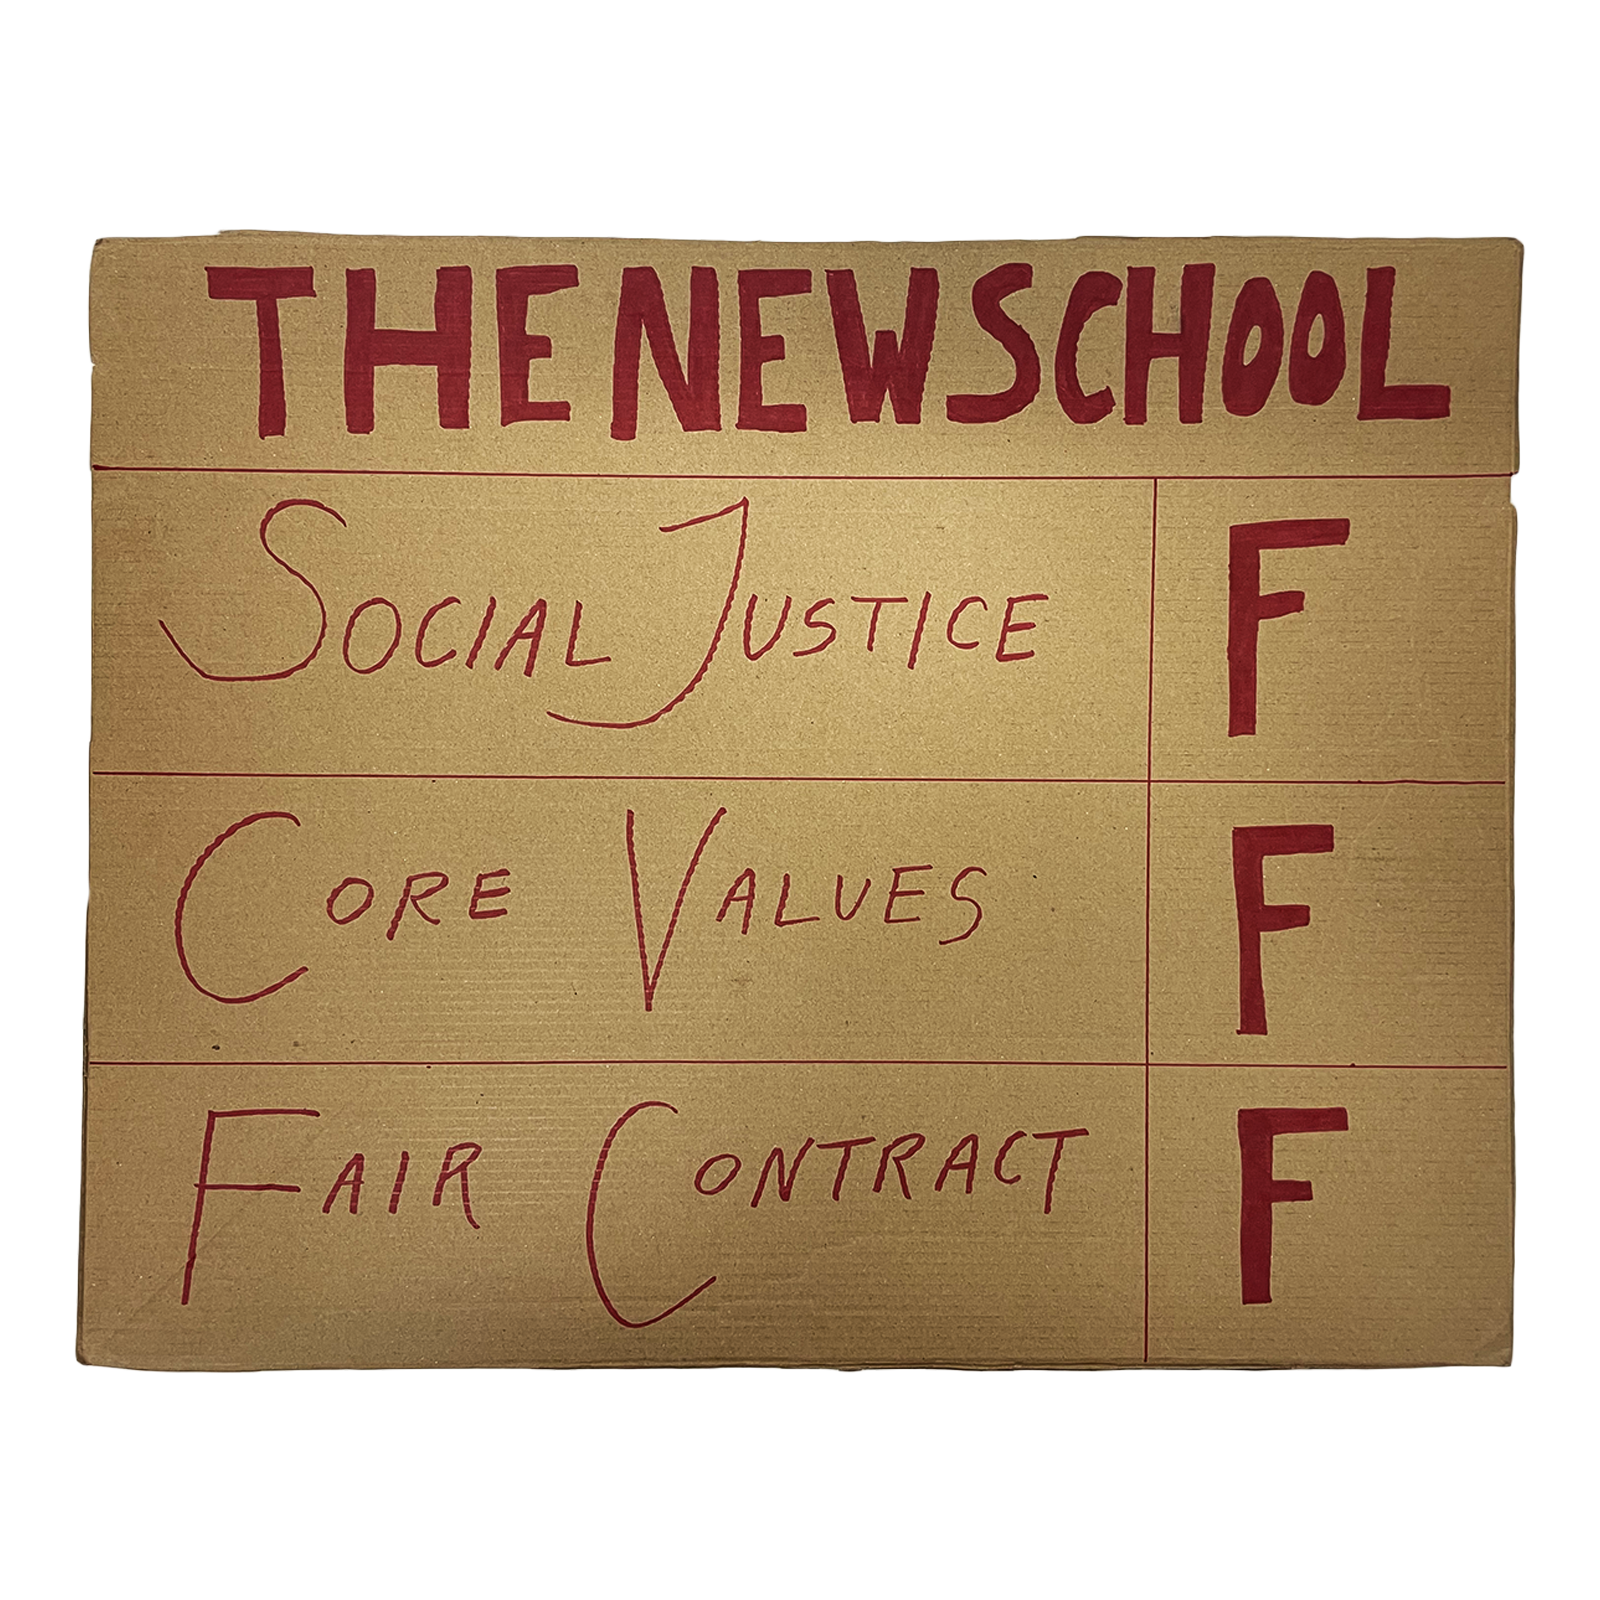 THE NEW SCHOOL
SOCIAL JUSTICE F
CORE VALUES F
FAIR CONTRACT F